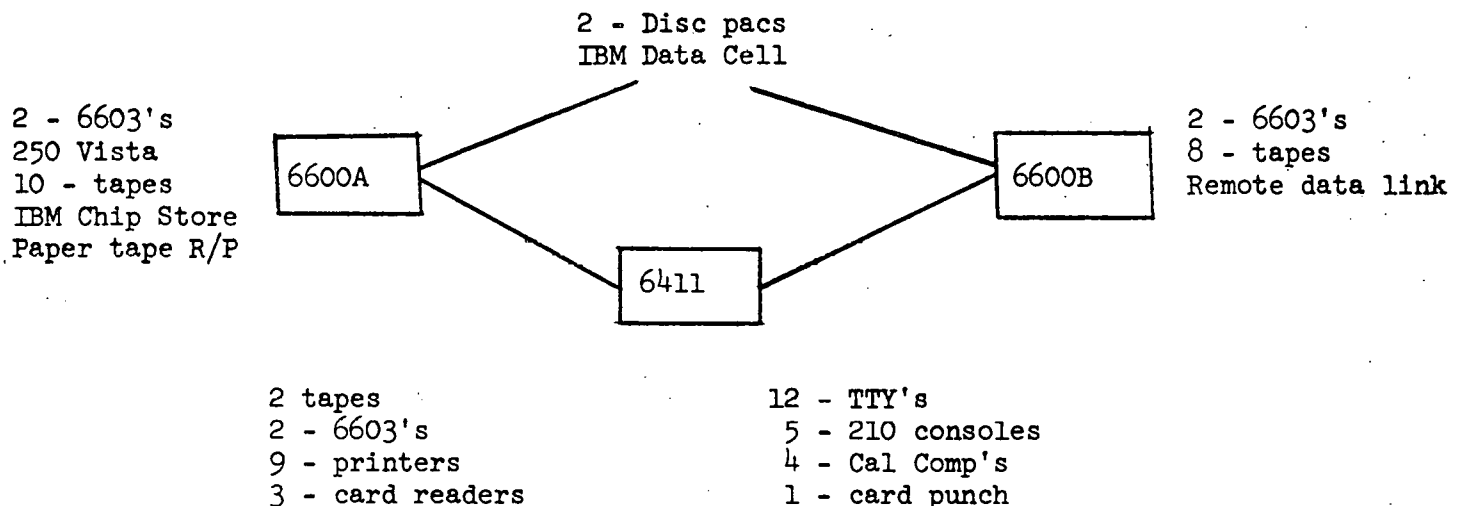 2 - Disc pacs
IBM Data Cell
2 - 6603's
250 Vista
10 - tapes
IBM Chip Store
Paper tape R/P
6600A
6600B
2 - 6603's
8 - tapes
Remote data link
6411
2 tapes
2 - 6603's
9 - printers
3 - card readers
12 - TTY's
5 - 210 consoles
4 - Cal Comp's
1 - card punch